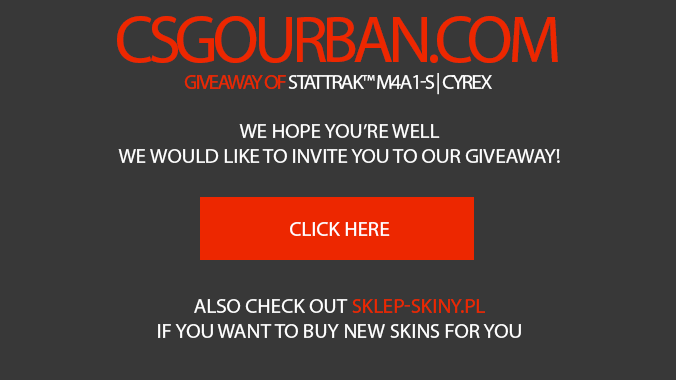 CSGOURBAN.COM
GIVEAWAY OF STATTRAK™ M4A1-S | CYREX
WE HOPE YOU'RE WELL
WE WOULD LIKE TO INVITE YOU TO OUR GIVEAWAY!
CLICK HERE
ALSO CHECK OUT SKLEP-SKINY.PL
IF YOU WANT TO BUY NEW SKINS FOR YOU